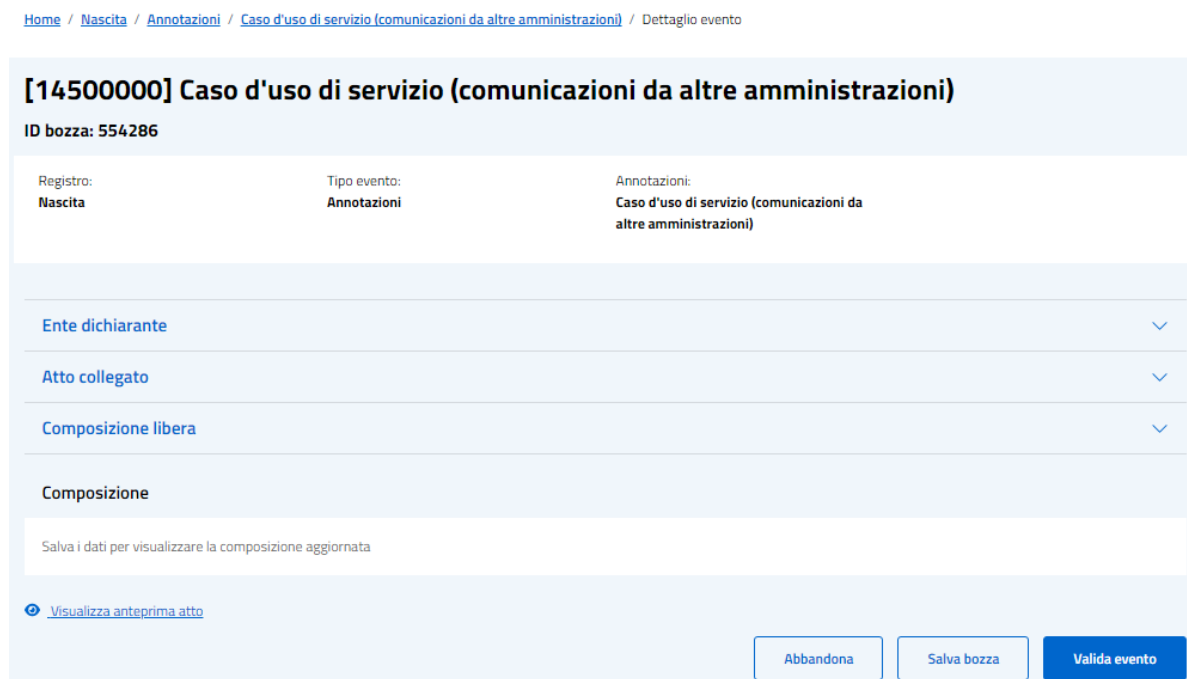 Home / Nascita / Annotazioni / Caso d'uso di servizio (comunicazioni da altre amministrazioni) / Dettaglio evento
[14500000] Caso d'uso di servizio (comunicazioni da altre amministrazioni)
ID bozza: 554286
Registro: Tipo evento: Annotazioni:
Nascita Annotazioni Caso d'uso di servizio (comunicazioni da
altre amministrazioni)
Ente dichiarante
Atto collegato
Composizione libera
Composizione
Salva i dati per visualizzare la composizione aggiornata
Visualizza anteprima atto
Abbandona Salva bozza Valida evento